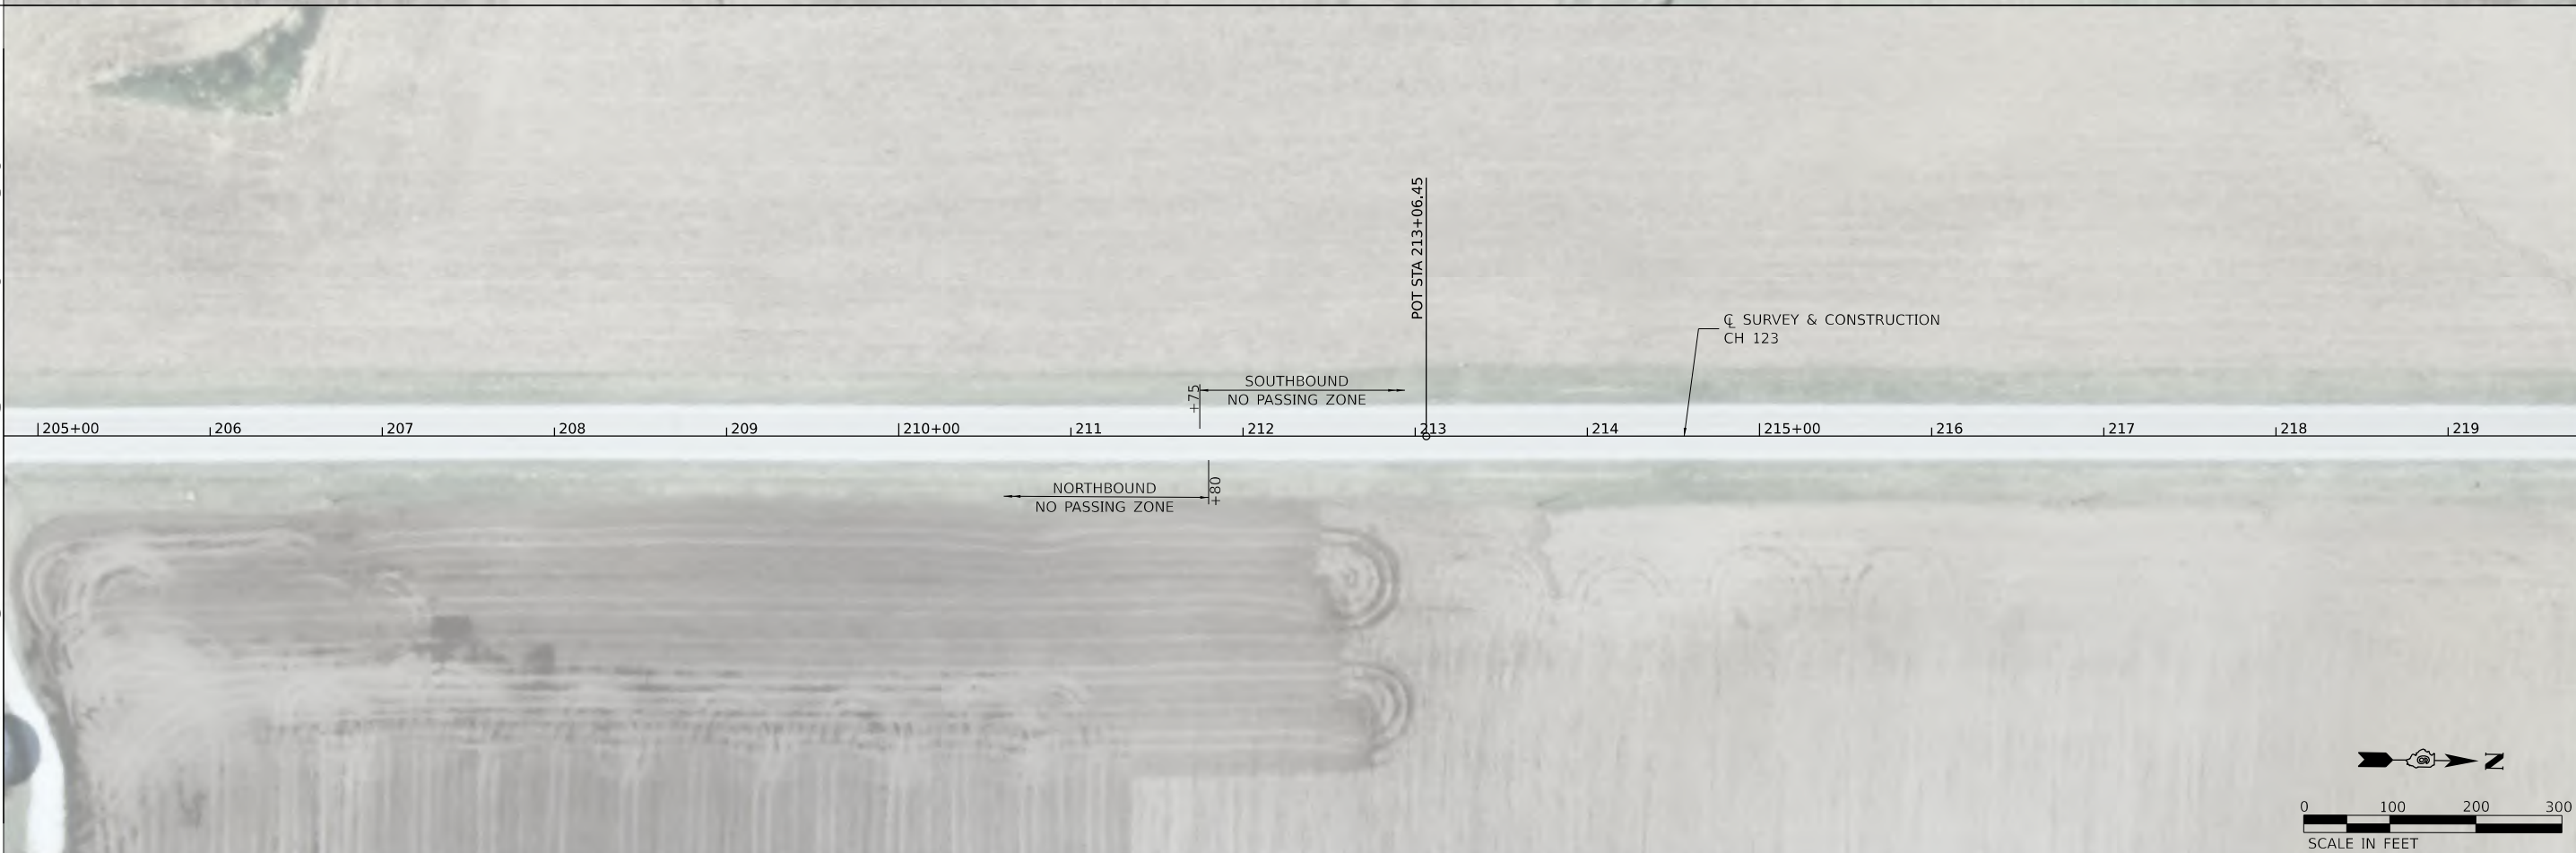 POT STA 213+06.45
℄ SURVEY & CONSTRUCTION
CH 123
+75
SOUTHBOUND
NO PASSING ZONE
205+00 206 207 208 209 210+00 211 212 213 214 215+00 216 217 218 219
NORTHBOUND
NO PASSING ZONE
+80
N
0 100 200 300
SCALE IN FEET